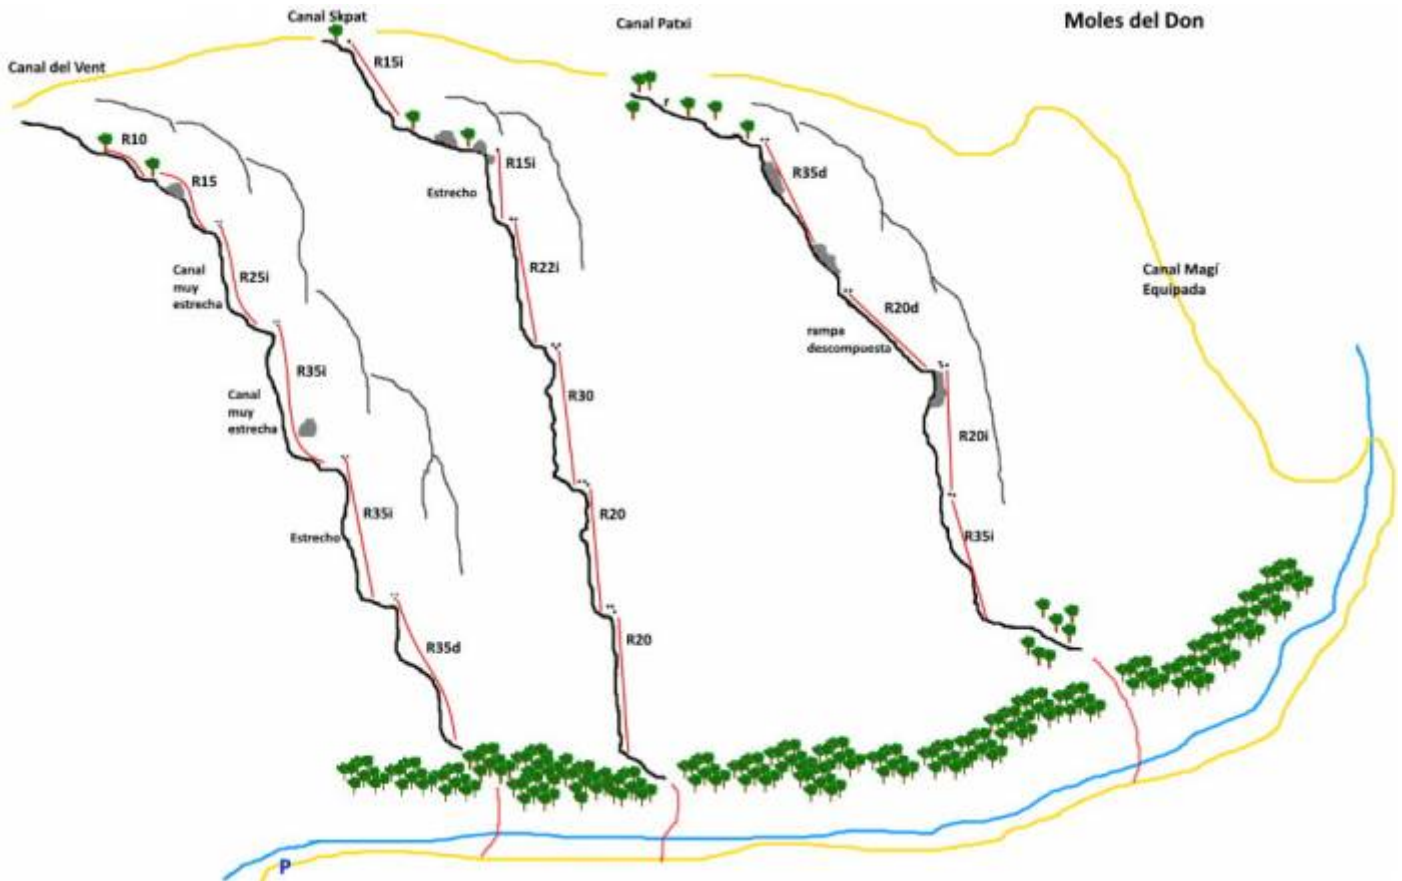 Canal Skpat
Canal Patxi
Moles del Don
Canal del Vent
R15i
R10
R15
R15i
Estrecho
R35d
Canal
muy
estrecha
R25i
R22i
R20d
rampa
descompuesta
Canal Magí
Equipada
R35i
Canal
muy
estrecha
R30
R20i
R35i
Estrecho
R20
R35i
R35d
R20
P